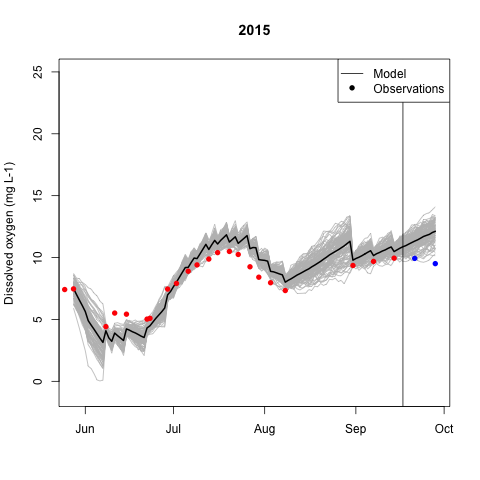 2015
Model
Observations
Dissolved oxygen (mg L-1)
25
20
15
10
5
0
Jun
Jul
Aug
Sep
Oct